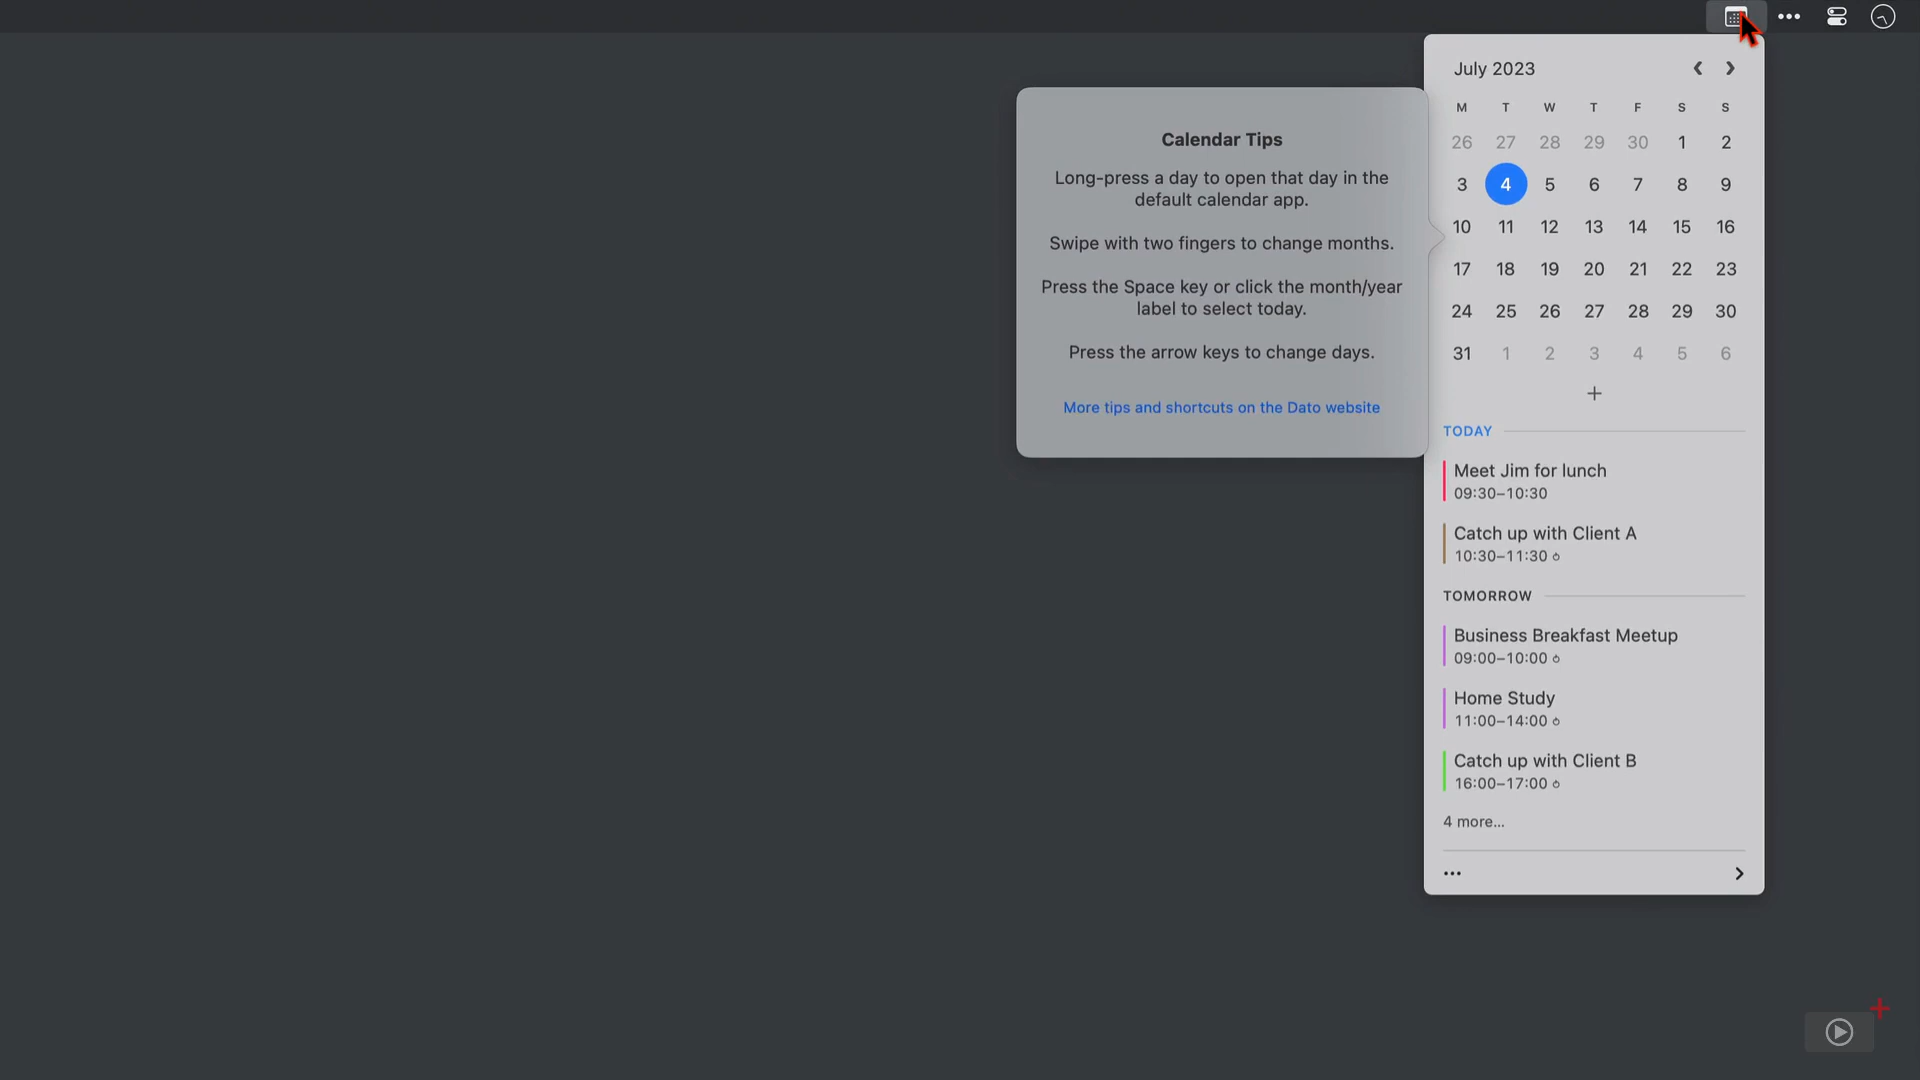 July 2023
M T W T F S S
26 27 28 29 30 1 2
3 4 5 6 7 8 9
10 11 12 13 14 15 16
17 18 19 20 21 22 23
24 25 26 27 28 29 30
31 1 2 3 4 5 6
Calendar Tips
Long-press a day to open that day in the
default calendar app.
Swipe with two fingers to change months.
Press the Space key or click the month/year
label to select today.
Press the arrow keys to change days.
More tips and shortcuts on the Dato website
TODAY
Meet Jim for lunch
09:30–10:30
Catch up with Client A
10:30–11:30
TOMORROW
Business Breakfast Meetup
09:00–10:00
Home Study
11:00–14:00
Catch up with Client B
16:00–17:00
4 more...